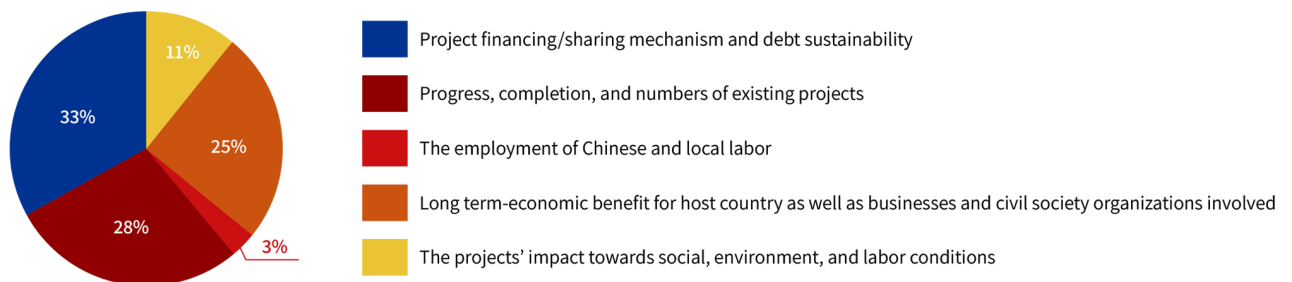 11%
33%
25%
28%
3%
Project financing/sharing mechanism and debt sustainability
Progress, completion, and numbers of existing projects
The employment of Chinese and local labor
Long term-economic benefit for host country as well as businesses and civil society organizations involved
The projects’ impact towards social, environment, and labor conditions